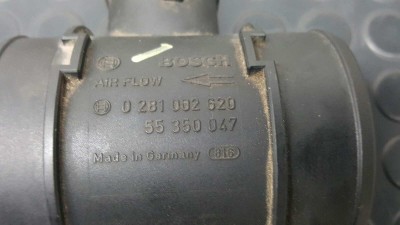 BOSCH
AIR FLOW
0 281 002 620
55 350 047
Made in Germany